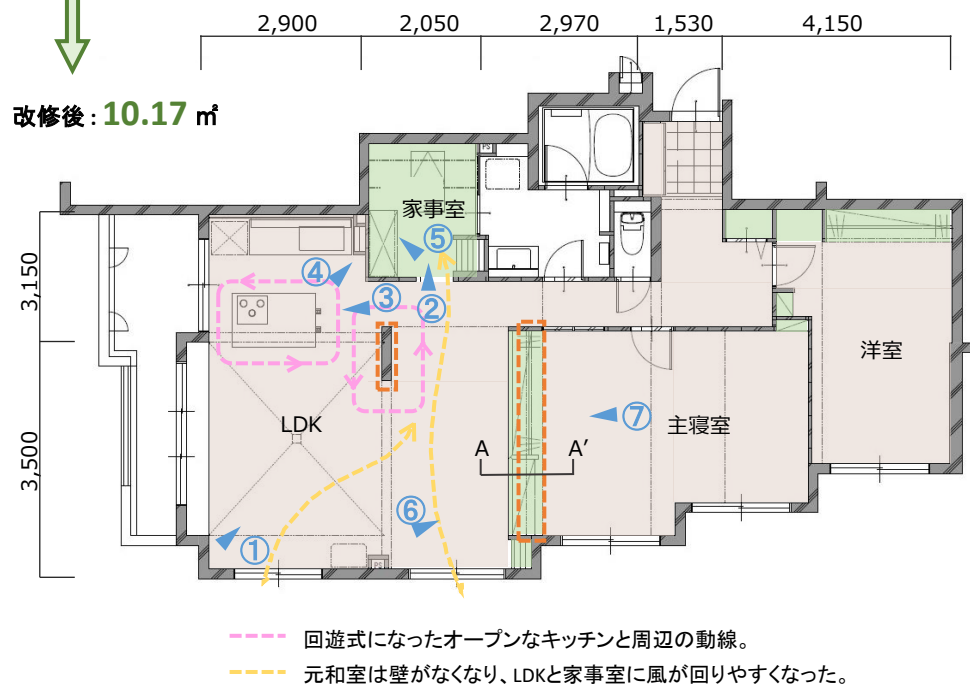 2,900 2,050 2,970 1,530 4,150
改修後：10.17 ㎡
PS
家事室
⑤
④
②
③
3,150
洋室
⑦
主寝室
LDK
A A'
3,500
⑥
①
PS
回遊式になったオープンなキッチンと周辺の動線。
元和室は壁がなくなり、LDKと家事室に風が回りやすくなった。